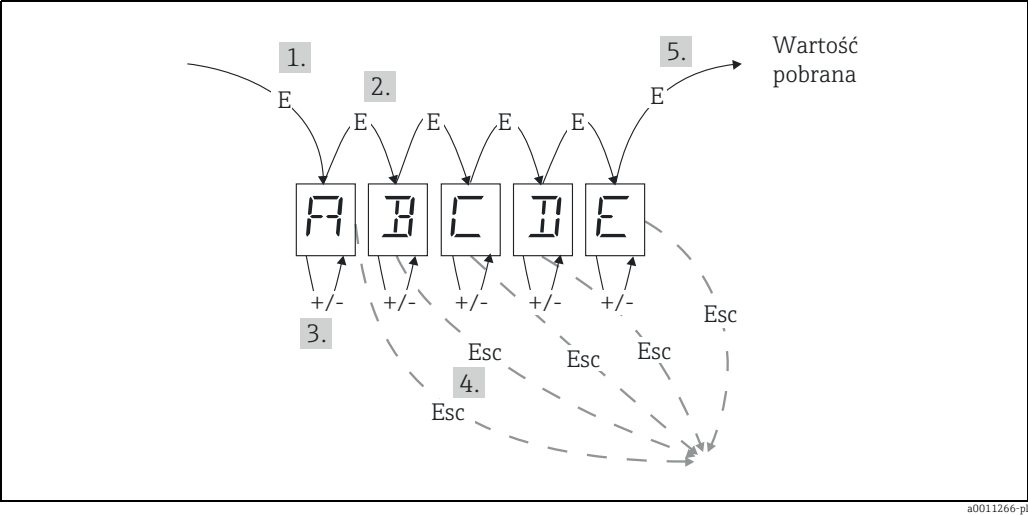 1.
5.
Wartość
pobrana
2.
E
E
E
E
E
E
A B C D E
+/- +/- +/- +/- +/-
3.
Esc
Esc
Esc
Esc
4.
Esc
a0011266-pl